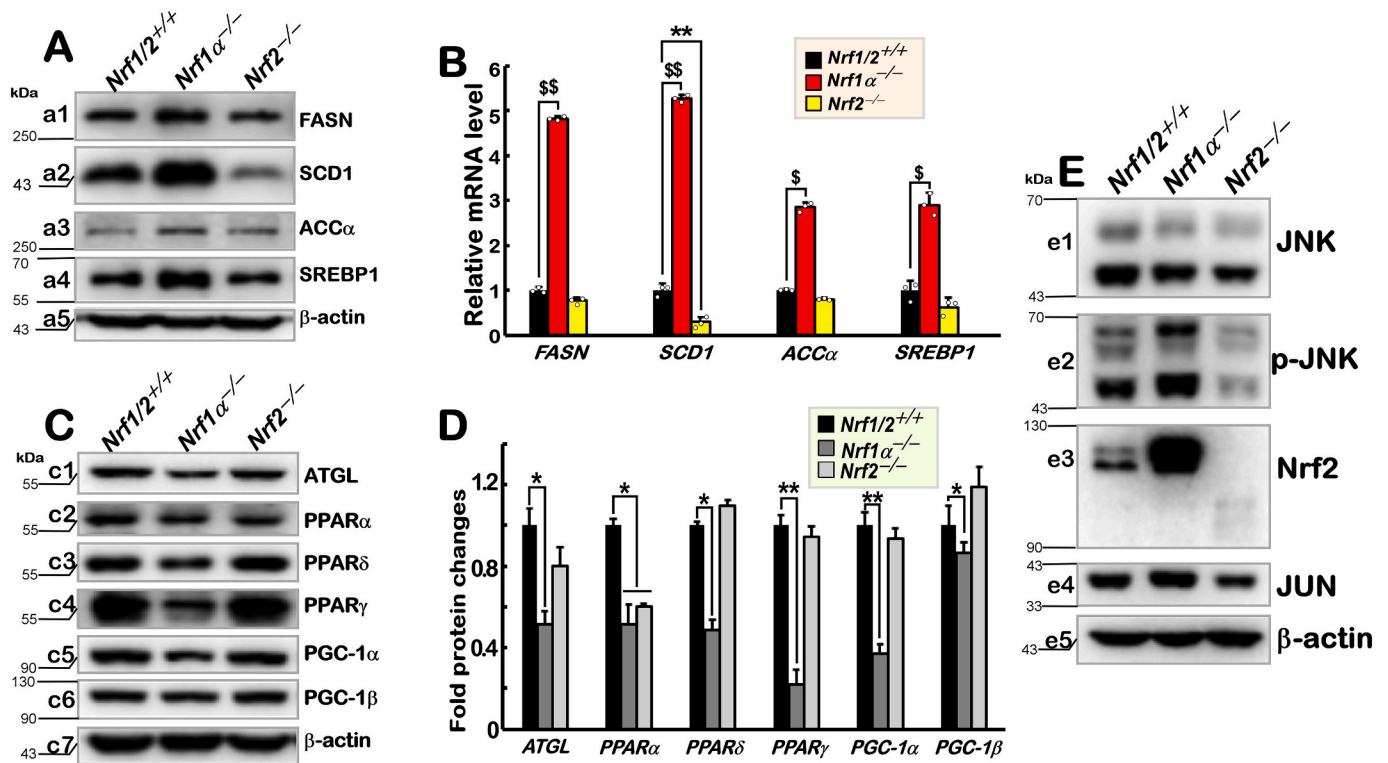 A
Nrf1/2+/+ Nrf1α−/− Nrf2−/−
kDa
a1 FASN
250
a2 SCD1
43
a3 ACCα
250
70
a4 SREBP1
55
a5 β-actin
43
B
Relative mRNA level
6
5
4
3
2
1
0
$$ $$ ** $ $
FASN SCD1 ACCα SREBP1
Nrf1/2+/+
Nrf1α−/−
Nrf2−/−
C
Nrf1/2+/+ Nrf1α−/− Nrf2−/−
kDa
c1 ATGL
55
c2 PPARα
55
c3 PPARδ
55
c4 PPARγ
55
c5 PGC-1α
90
130
c6 PGC-1β
90
c7 β-actin
43
D
Fold protein changes
1.2
0.8
0.4
0
* * * ** ** *
ATGL PPARα PPARδ PPARγ PGC-1α PGC-1β
Nrf1/2+/+
Nrf1α−/−
Nrf2−/−
E
Nrf1/2+/+ Nrf1α−/− Nrf2−/−
kDa
70
e1 JNK
43
70
e2 p-JNK
43
130
e3 Nrf2
90
43
e4 JUN
33
e5 β-actin
43